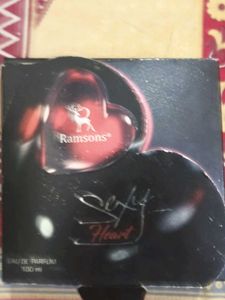 Ramsons®
Sexy
Heart
EAU DE PARFUM
100 ml